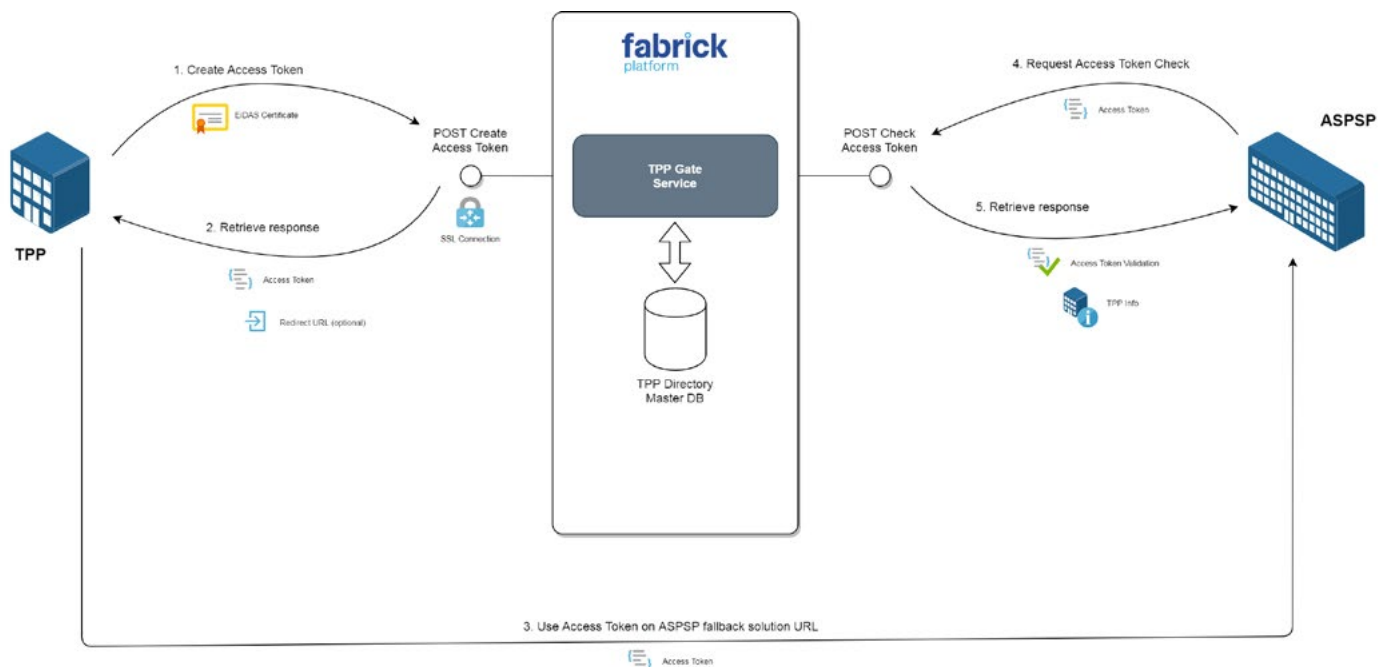 fabrick
platform
1. Create Access Token
EIDAS Certificate
POST Create
Access Token
2. Retrieve response
SSL Connection
TPP
Access Token
Redirect URL (optional)
TPP Gate
Service
TPP Directory
Master DB
4. Request Access Token Check
Access Token
POST Check
Access Token
ASPSP
5. Retrieve response
Access Token Validation
TPP Info
3. Use Access Token on ASPSP fallback solution URL
Access Token